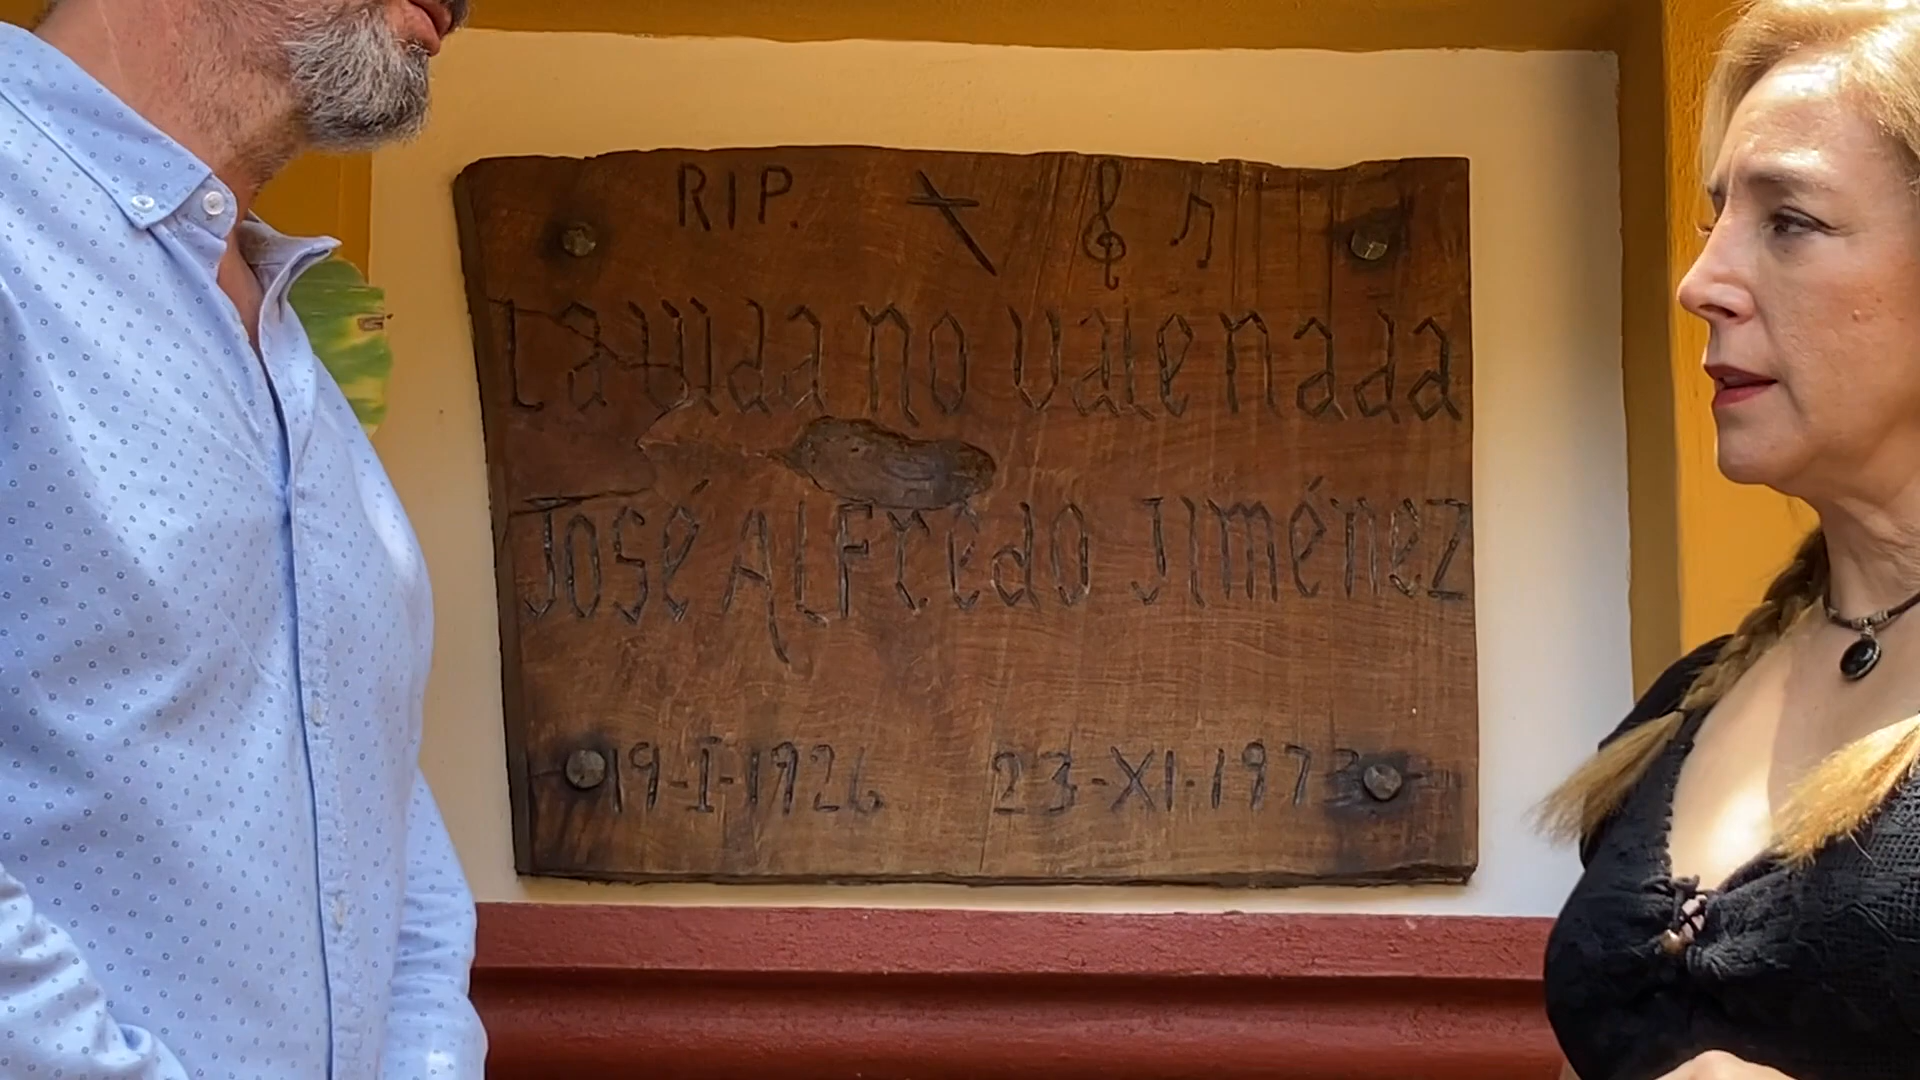 RIP.
La vida no vale nada
José Alfredo Jiménez
19-I-1926 23-XI-1973